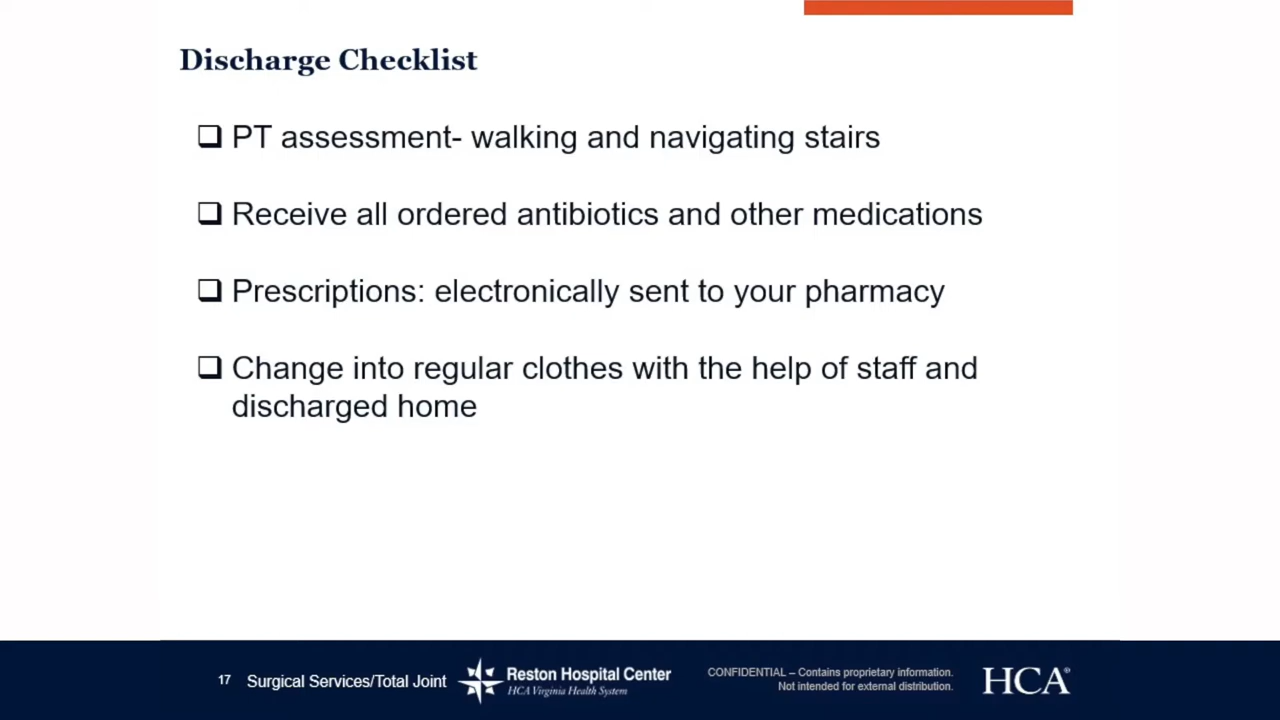 Discharge Checklist
PT assessment- walking and navigating stairs
Receive all ordered antibiotics and other medications
Prescriptions: electronically sent to your pharmacy
Change into regular clothes with the help of staff and
discharged home
17 Surgical Services/Total Joint
Reston Hospital Center
HCA Virginia Health System
CONFIDENTIAL – Contains proprietary information.
Not intended for external distribution.
HCA®